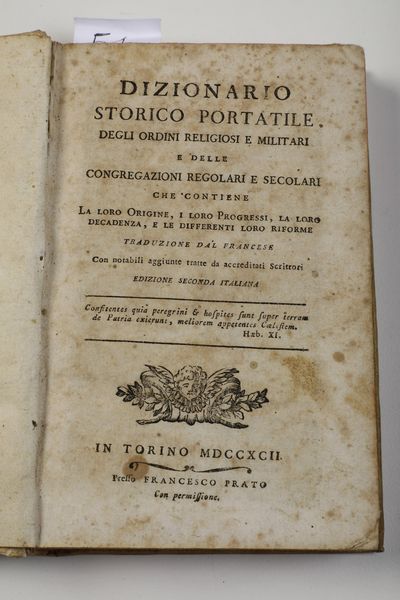 DIZIONARIO
STORICO PORTATILE
DEGLI ORDINI RELIGIOSI E MILITARI
E DELLE
CONGREGAZIONI REGOLARI E SECOLARI
CHE CONTIENE
LA LORO ORIGINE, I LORO PROGRESSI, LA LORO
DECADENZA, E LE DIFFERENTI LORO RIFORME
TRADUZIONE DAL FRANCESE
Con notabili aggiunte tratte da accreditati Scrittori
EDIZIONE SECONDA ITALIANA
Confitentes quia peregrini & hospites sunt super terram
de Patria exierunt, meliorem appetentes Cœlestem.
Hæb. XI.
IN TORINO MDCCXCII.
Presso FRANCESCO PRATO
Con permissione.